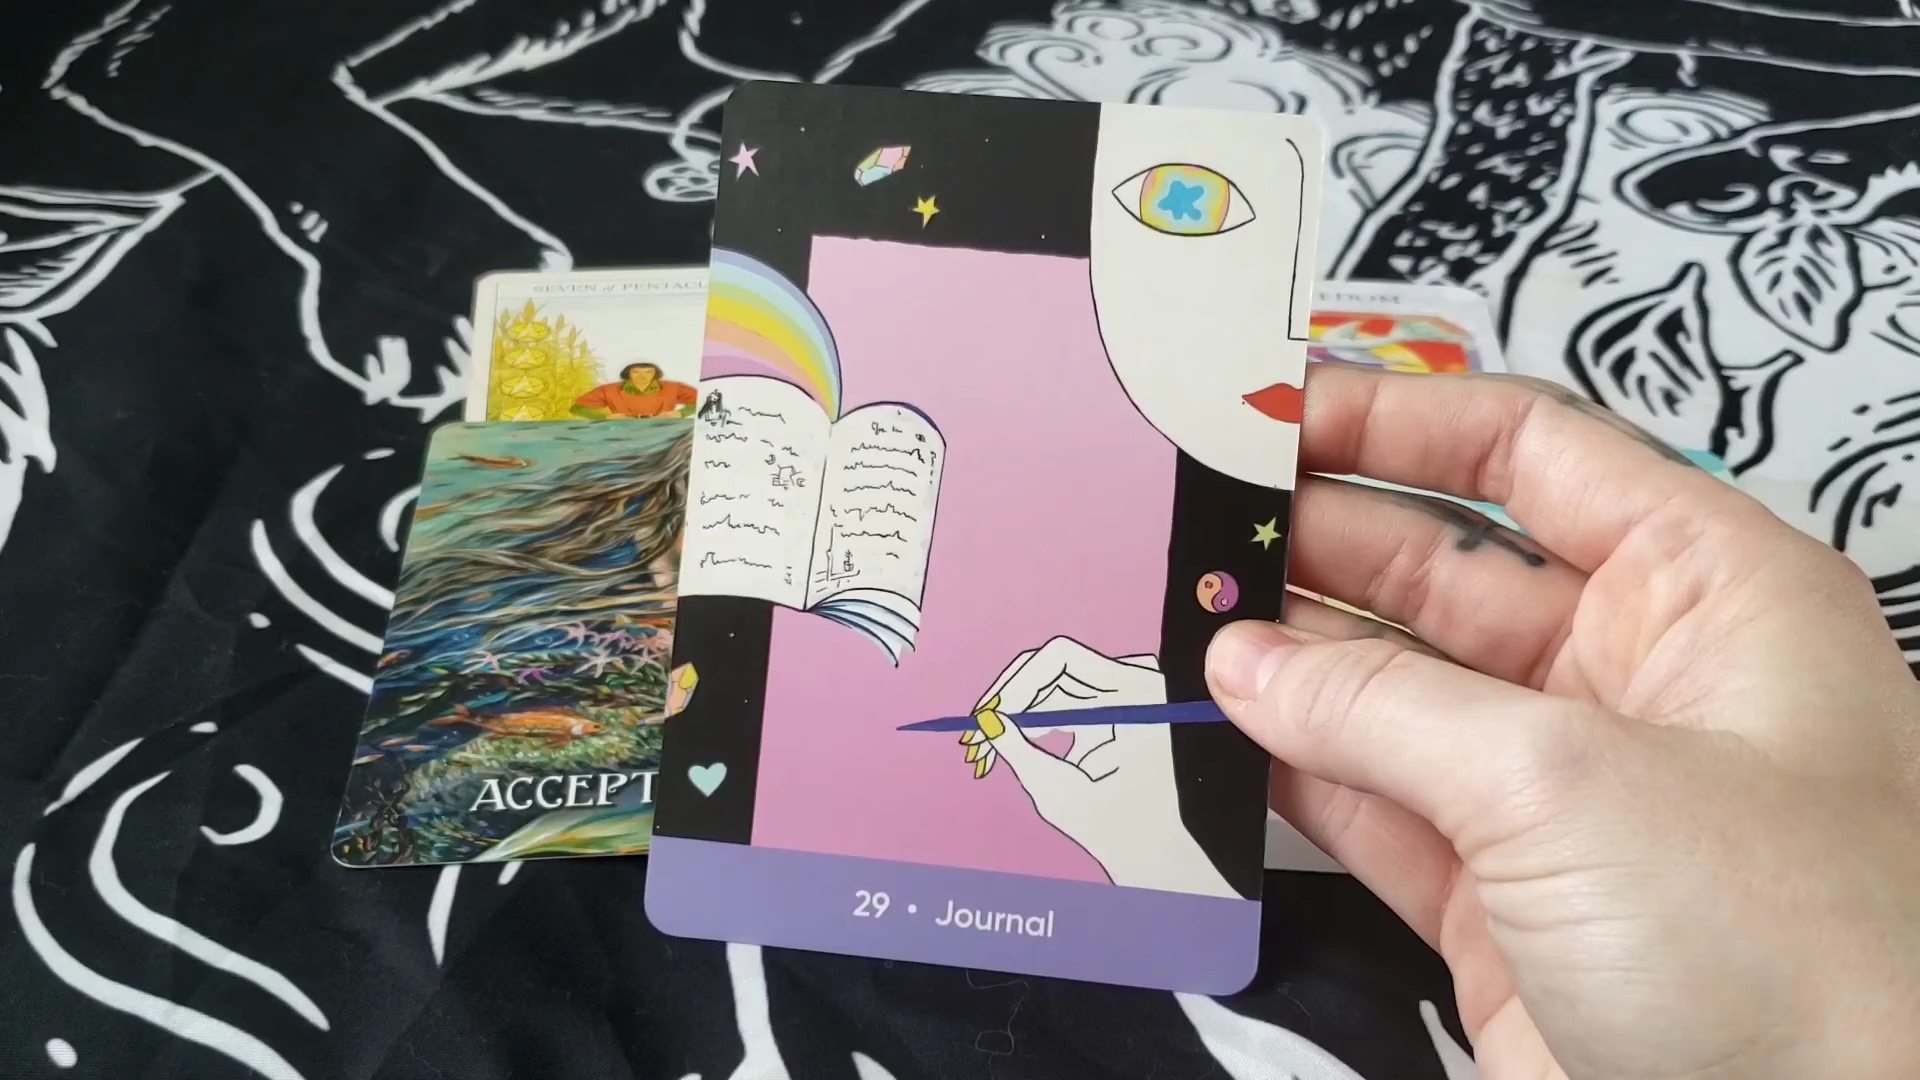 SEVEN of PENTACL
ACCEPT
29 • Journal